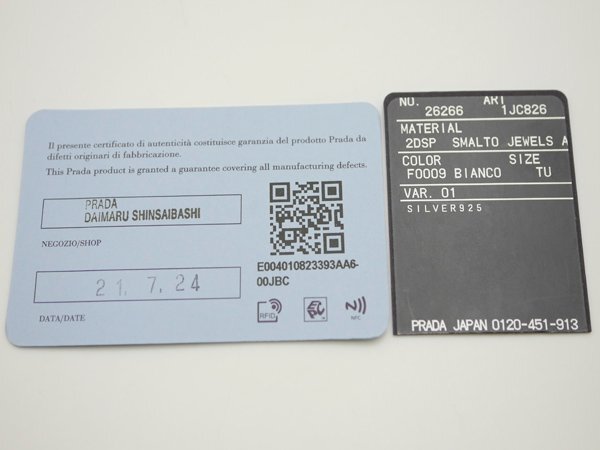 Il presente certificato di autenticità costituisce garanzia del prodotto Prada da
difetti originari di fabbricazione.
This Prada product is granted a guarantee covering all manufacturing defects.
PRADA
DAIMARU SHINSAIBASHI
NEGOZIO/SHOP
E004010823393AA6-
00JBC
21. 7. 24
DATA/DATE
RFID
NFC
NU. ART
26266 1JC826
MATERIAL
2DSP SMALTO JEWELS A
COLOR SIZE
F0009 BIANCO TU
VAR. 01
SILVER925
PRADA JAPAN 0120-451-913